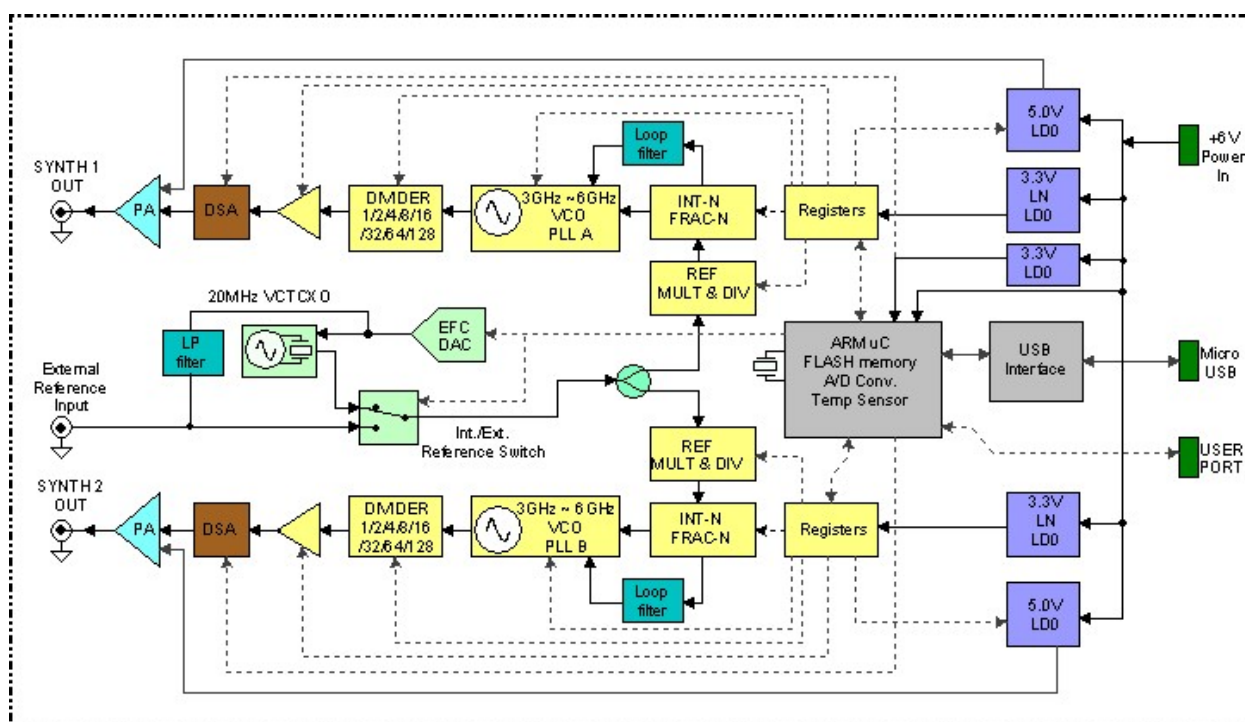 5.0V
LDO
+6V
Power
In
SYNTH 1
OUT
PA
DSA
DMDER
1/2/4/8/16
/32/64/128
3GHz ~6GHz
VCO
PLL A
Loop
filter
INT-N
FRAC-N
Registers
3.3V
LN
LDO
3.3V
LDO
REF
MULT & DIV
20MHz VCTCXO
LP
filter
EFC
DAC
ARM uC
FLASH memory
A/D Conv.
Temp Sensor
USB
Interface
Micro
USB
External
Reference
Input
Int./Ext.
Reference Switch
REF
MULT & DIV
USER
PORT
SYNTH 2
OUT
PA
DSA
DMDER
1/2/4/8/16
/32/64/128
3GHz ~ 6GHz
VCO
PLL B
INT-N
FRAC-N
Registers
3.3V
LN
LDO
Loop
filter
5.0V
LDO